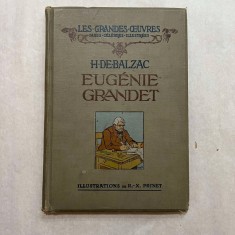 LES·GRANDES·ŒUVRES
H·DE·BALZAC
EUGÉNIE
GRANDET
ILLUSTRATIONS DE R.-X. PRINET